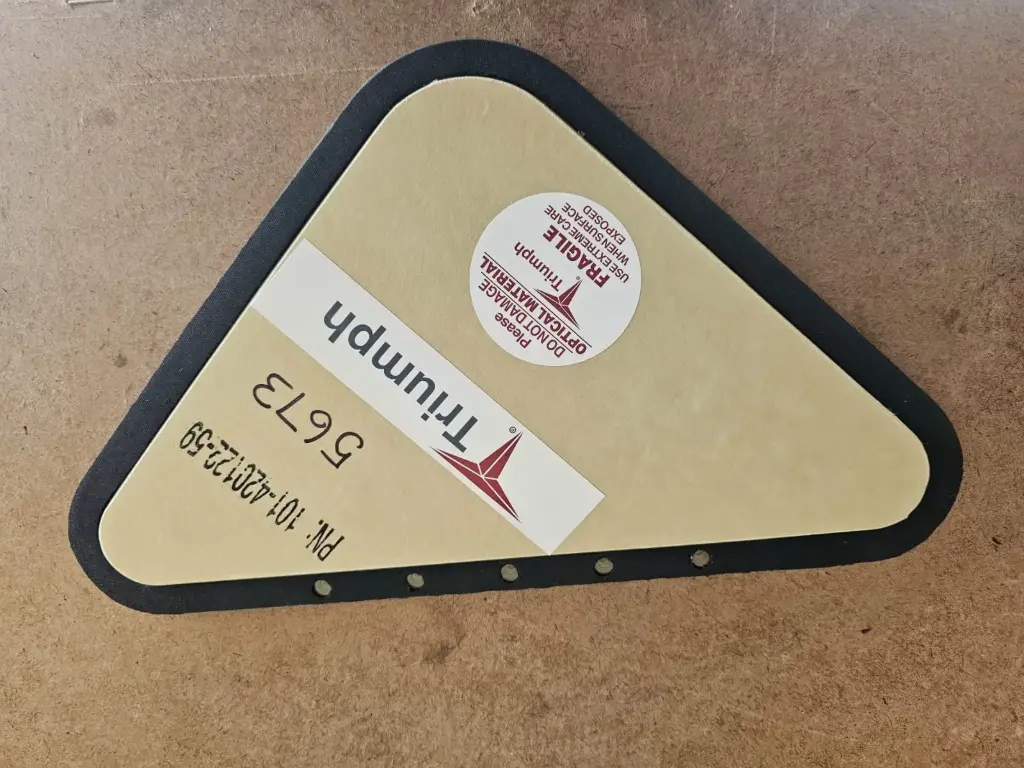 Please
DO NOT DAMAGE
OPTICAL MATERIAL
Triumph
FRAGILE
USE EXTREME CARE
WHEN SURFACE
EXPOSED
Triumph®
5673
PN: 101-420122-59